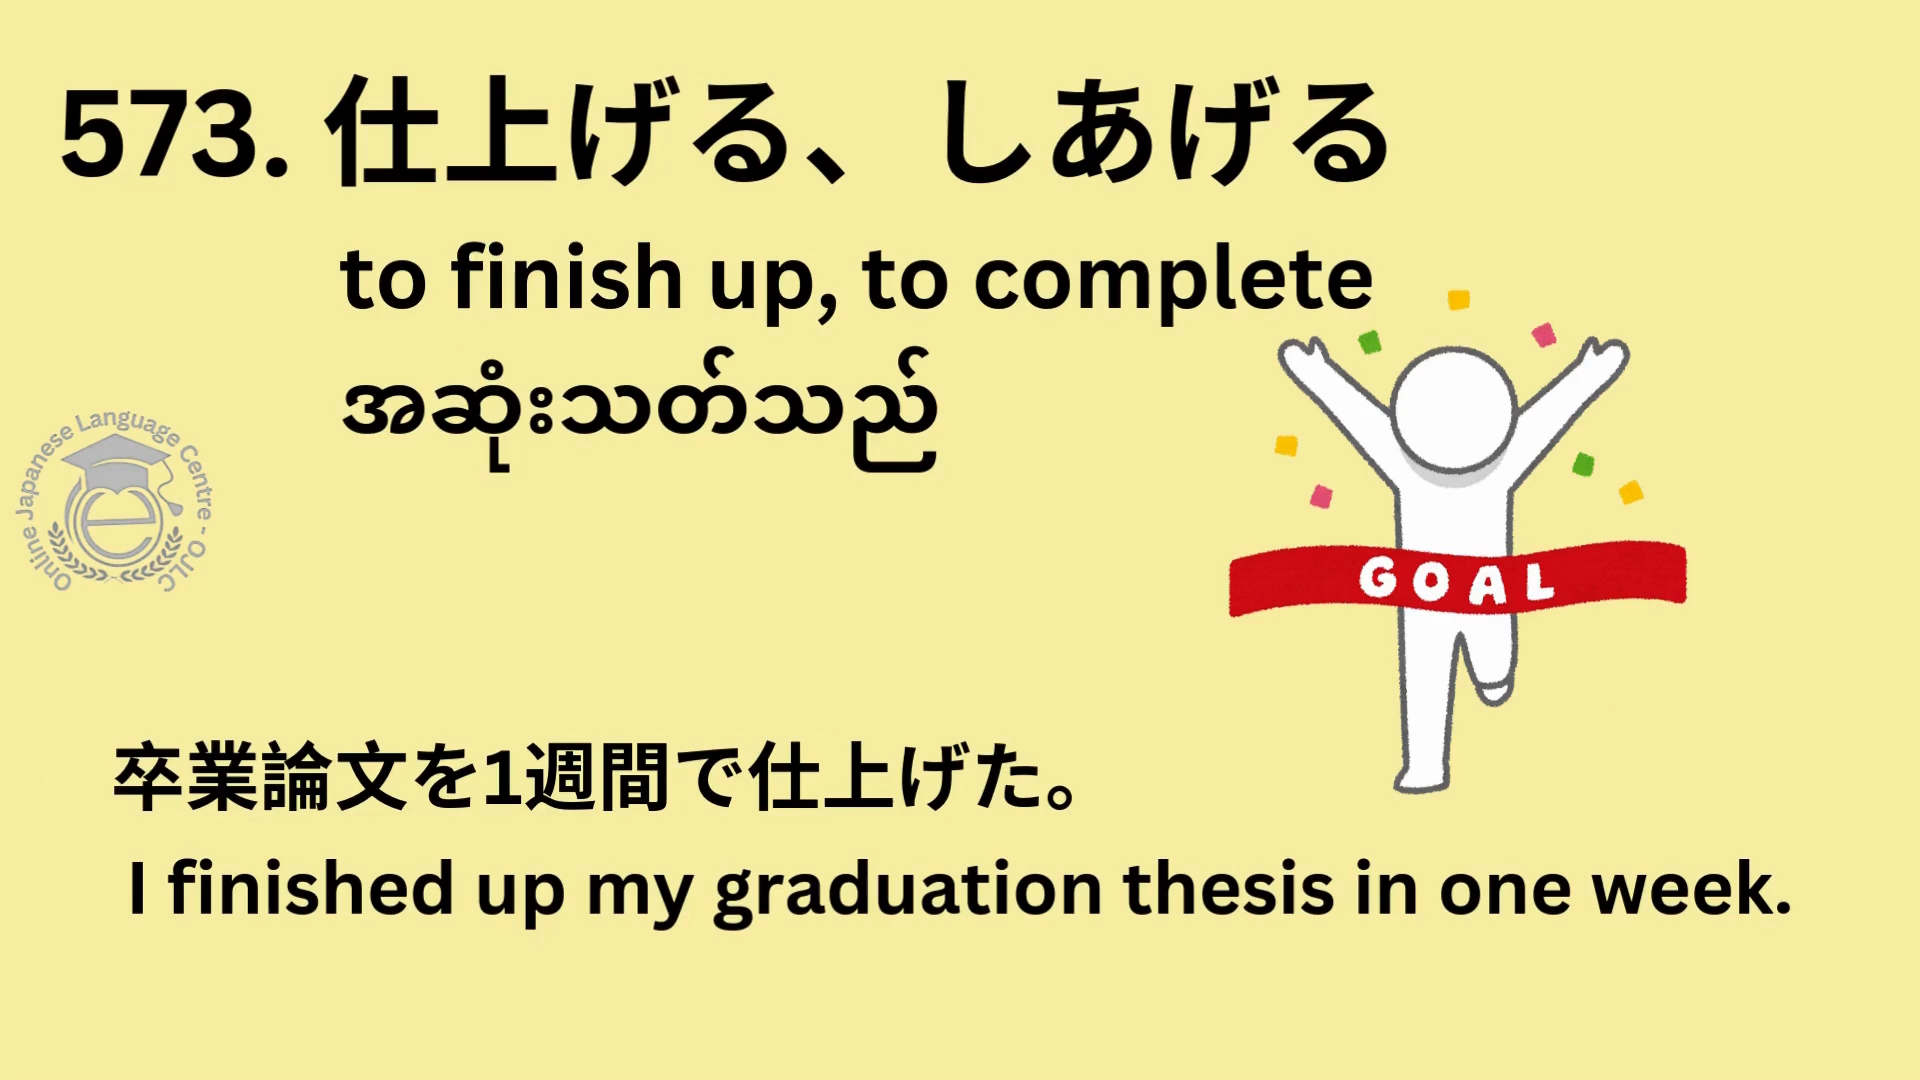 573. 仕上げる、しあげる
to finish up, to complete
အဆုံးသတ်သည်
Online Japanese Language Centre - OJLC
e
GOAL
卒業論文を1週間で仕上げた。
I finished up my graduation thesis in one week.